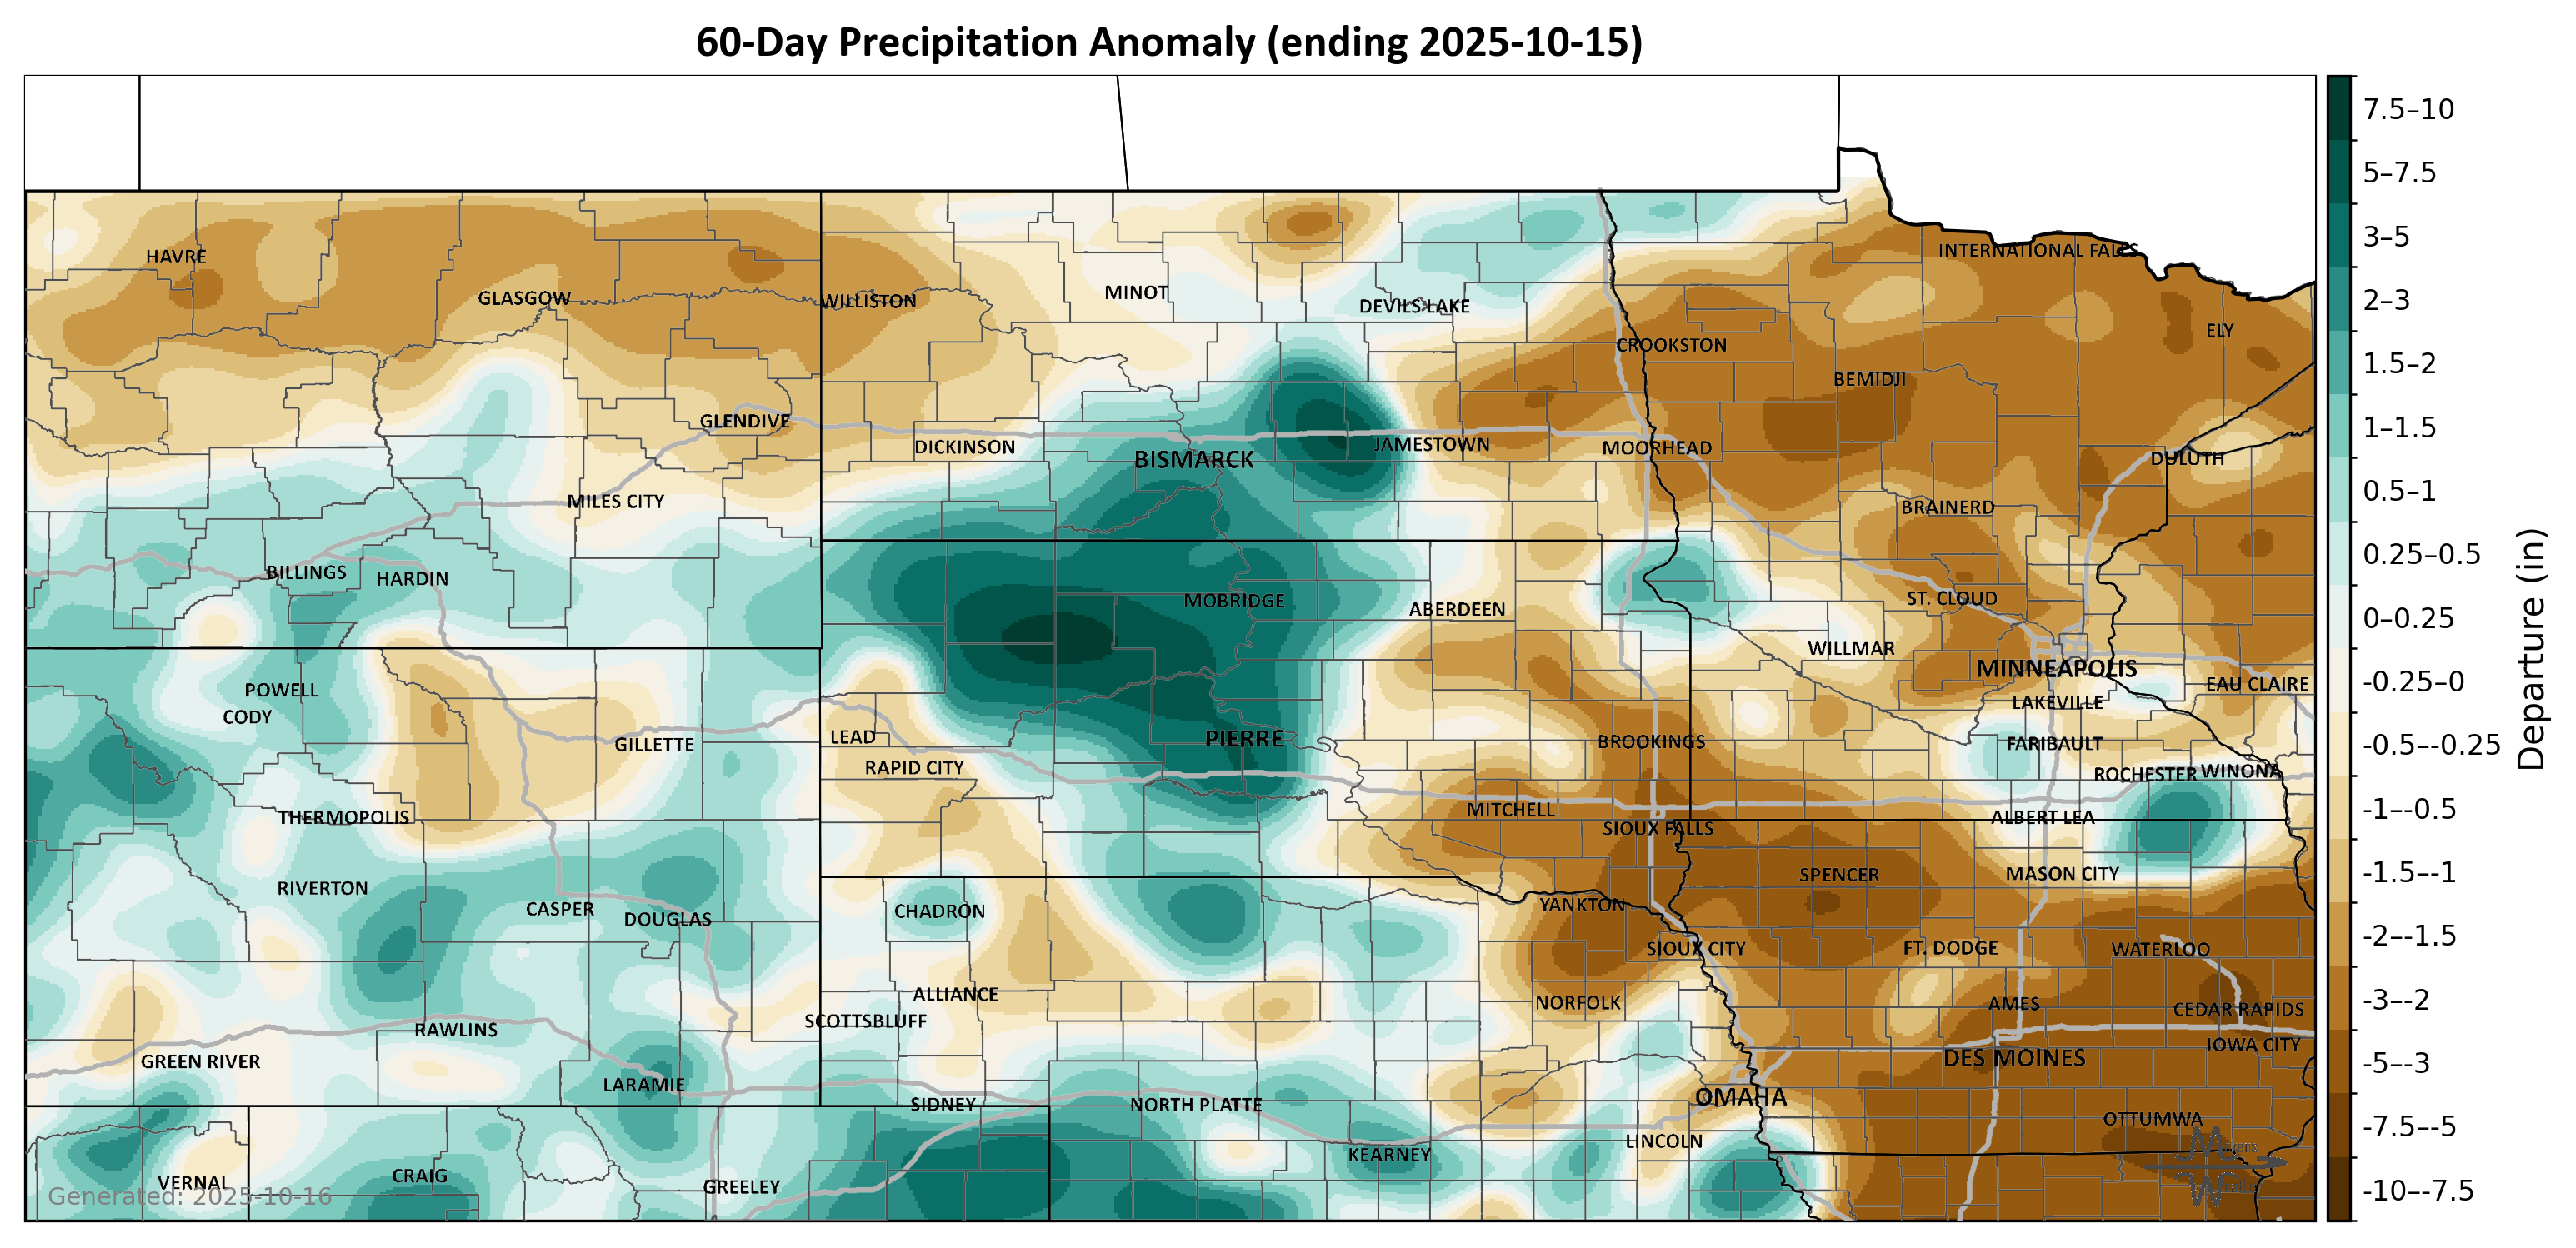 60-Day Precipitation Anomaly (ending 2025-10-15)
HAVRE
GLASGOW
WILLISTON
MINOT
DEVILS LAKE
INTERNATIONAL FALLS
ELY
CROOKSTON
BEMIDJI
GLENDIVE
DICKINSON
BISMARCK
JAMESTOWN
MOORHEAD
DULUTH
MILES CITY
BRAINERD
BILLINGS
HARDIN
MOBRIDGE
ABERDEEN
ST. CLOUD
WILLMAR
MINNEAPOLIS
EAU CLAIRE
POWELL
CODY
LAKEVILLE
GILLETTE
LEAD
PIERRE
BROOKINGS
FARIBAULT
RAPID CITY
ROCHESTER
WINONA
THERMOPOLIS
MITCHELL
SIOUX FALLS
ALBERT LEA
RIVERTON
SPENCER
MASON CITY
CASPER
DOUGLAS
CHADRON
YANKTON
SIOUX CITY
FT. DODGE
WATERLOO
ALLIANCE
NORFOLK
AMES
CEDAR RAPIDS
SCOTTSBLUFF
RAWLINS
GREEN RIVER
DES MOINES
IOWA CITY
LARAMIE
SIDNEY
NORTH PLATTE
OMAHA
OTTUMWA
LINCOLN
KEARNEY
VERNAL
CRAIG
GREELEY
Generated: 2025-10-16
7.5–10
5–7.5
3–5
2–3
1.5–2
1–1.5
0.5–1
0.25–0.5
0–0.25
-0.25–0
-0.5–-0.25
-1–-0.5
-1.5–-1
-2–-1.5
-3–-2
-5–-3
-7.5–-5
-10–-7.5
Departure (in)